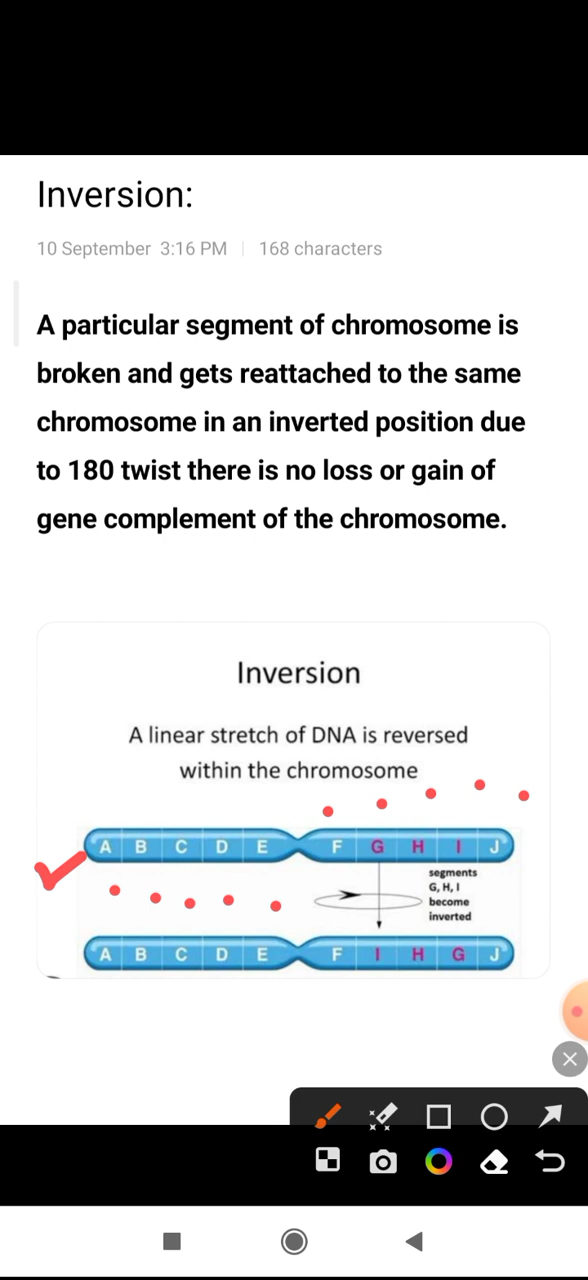 Inversion:
10 September 3:16 PM | 168 characters
A particular segment of chromosome is
broken and gets reattached to the same
chromosome in an inverted position due
to 180 twist there is no loss or gain of
gene complement of the chromosome.
Inversion
A linear stretch of DNA is reversed
within the chromosome
A B C D E F G H I J
segments
G, H, I
become
inverted
A B C D E F I H G J